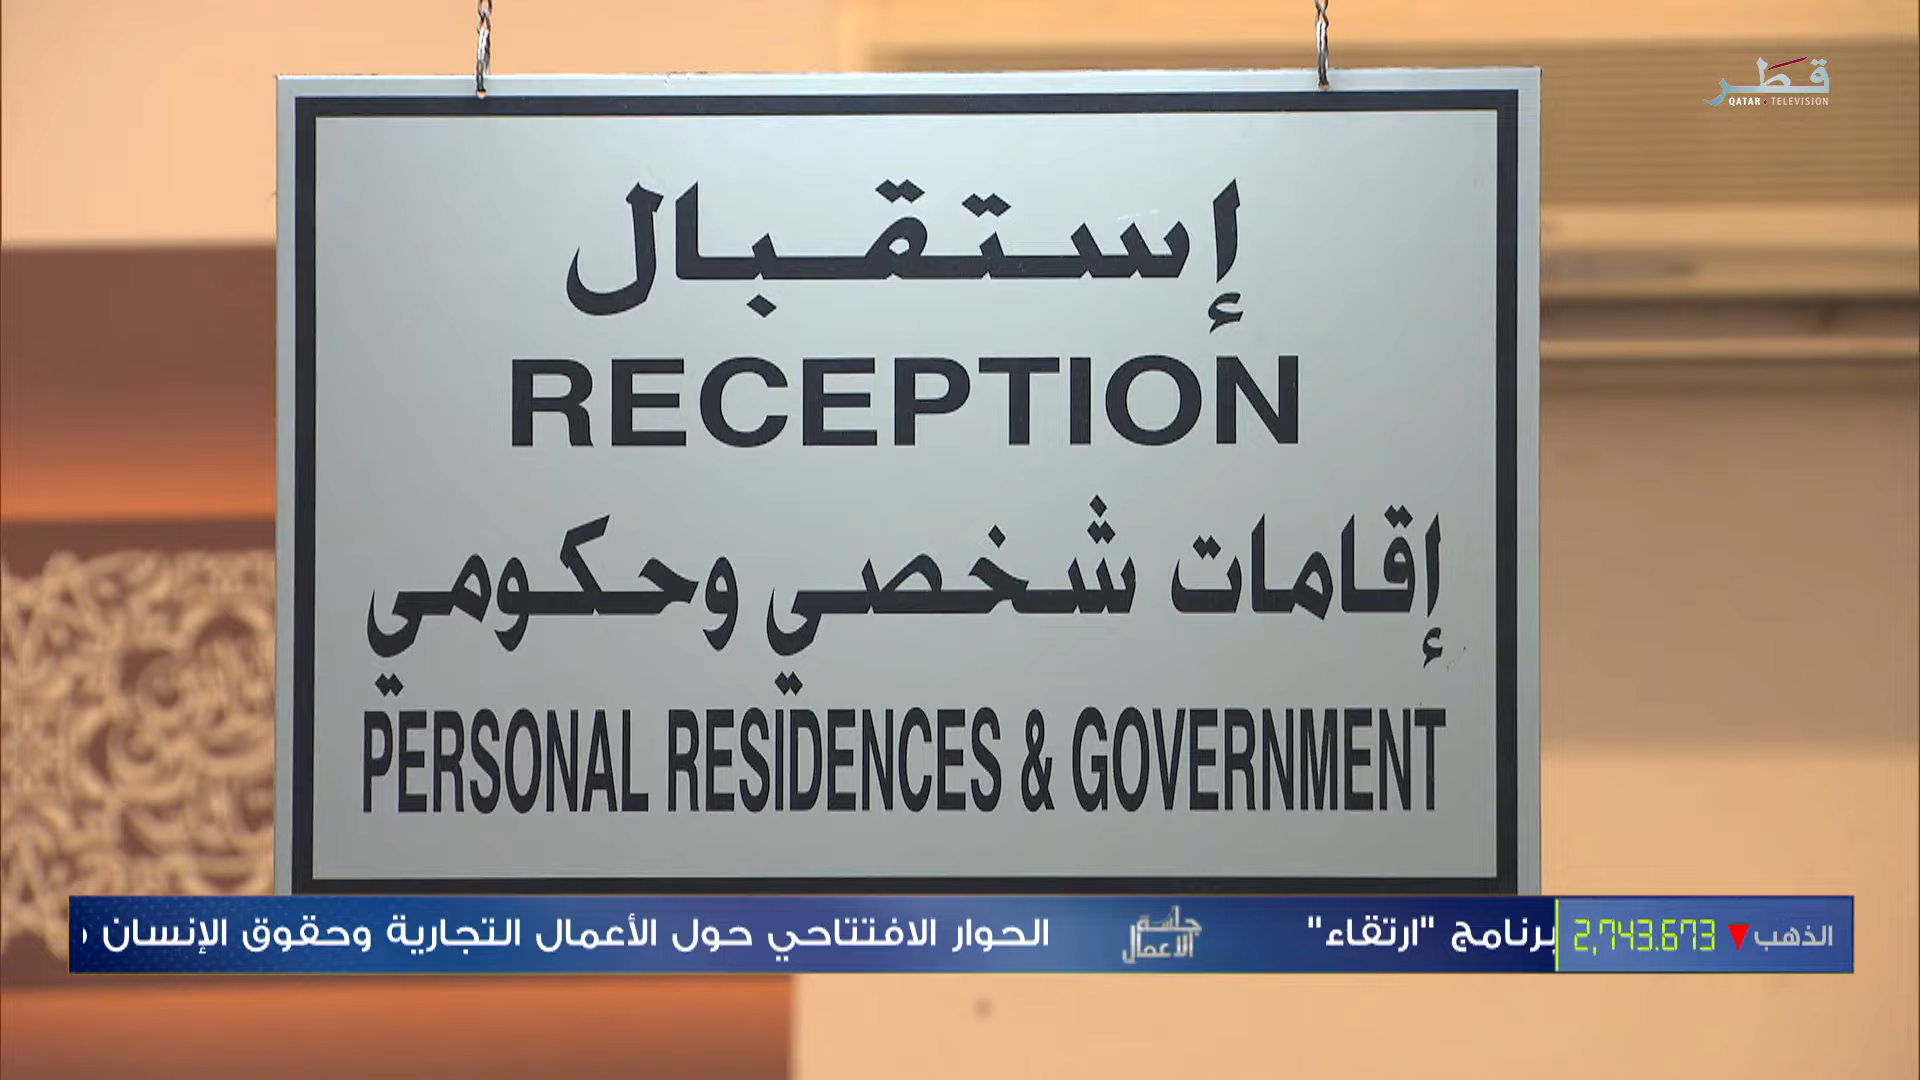 قطر
QATAR TELEVISION
إستقبال
RECEPTION
إقامات شخصي وحكومي
PERSONAL RESIDENCES & GOVERNMENT
الذهب 2,743.673
برنامج "ارتقاء" جلسة الأعمال الحوار الافتتاحي حول الأعمال التجارية وحقوق الإنسان